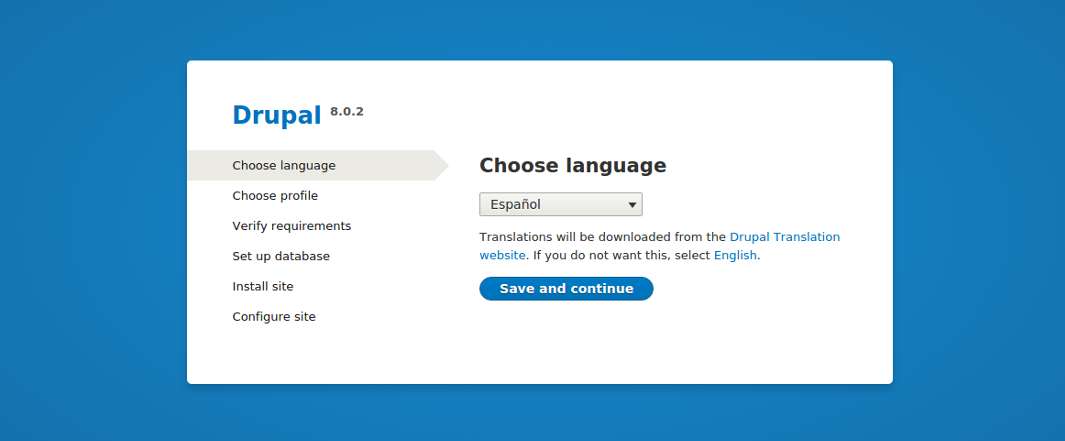 Drupal 8.0.2
Choose language
Choose profile
Verify requirements
Set up database
Install site
Configure site
Choose language
Español
Translations will be downloaded from the Drupal Translation
website. If you do not want this, select English.
Save and continue